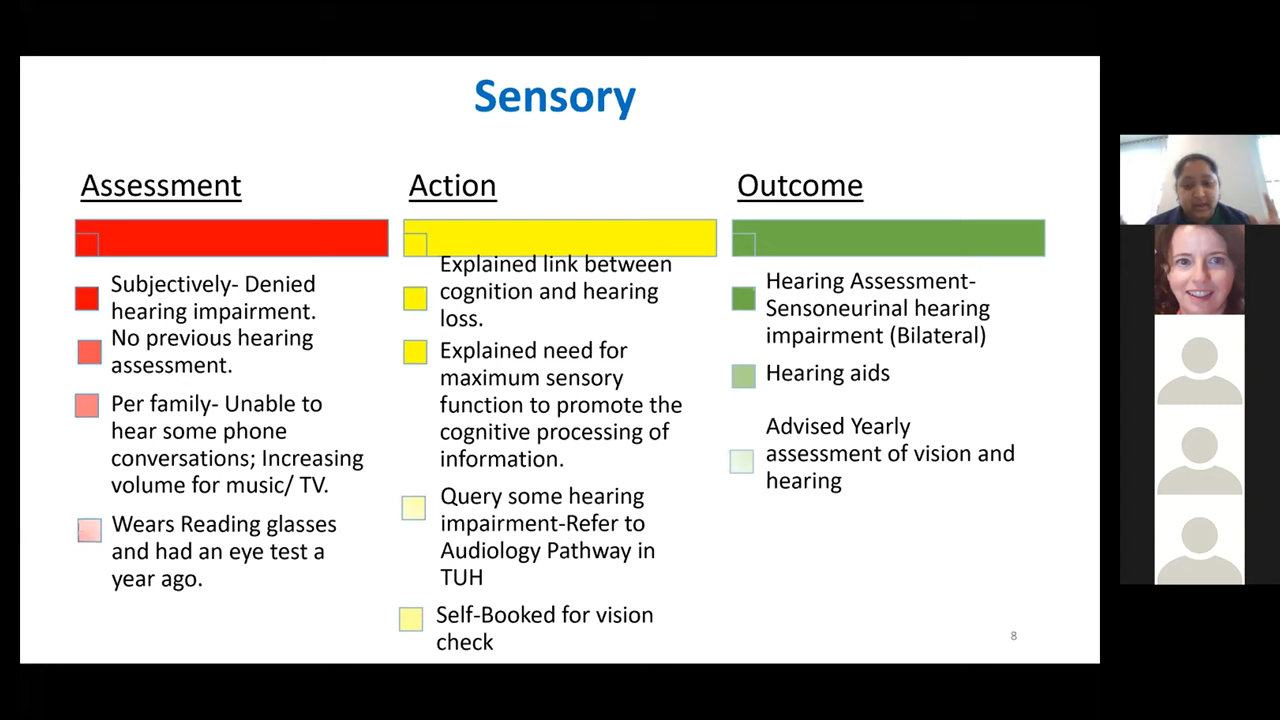 Sensory
Assessment
Subjectively- Denied
hearing impairment.
No previous hearing
assessment.
Per family- Unable to
hear some phone
conversations; Increasing
volume for music/ TV.
Wears Reading glasses
and had an eye test a
year ago.
Action
Explained link between
cognition and hearing
loss.
Explained need for
maximum sensory
function to promote the
cognitive processing of
information.
Query some hearing
impairment-Refer to
Audiology Pathway in
TUH
Self-Booked for vision
check
Outcome
Hearing Assessment-
Sensoneurinal hearing
impairment (Bilateral)
Hearing aids
Advised Yearly
assessment of vision and
hearing
8